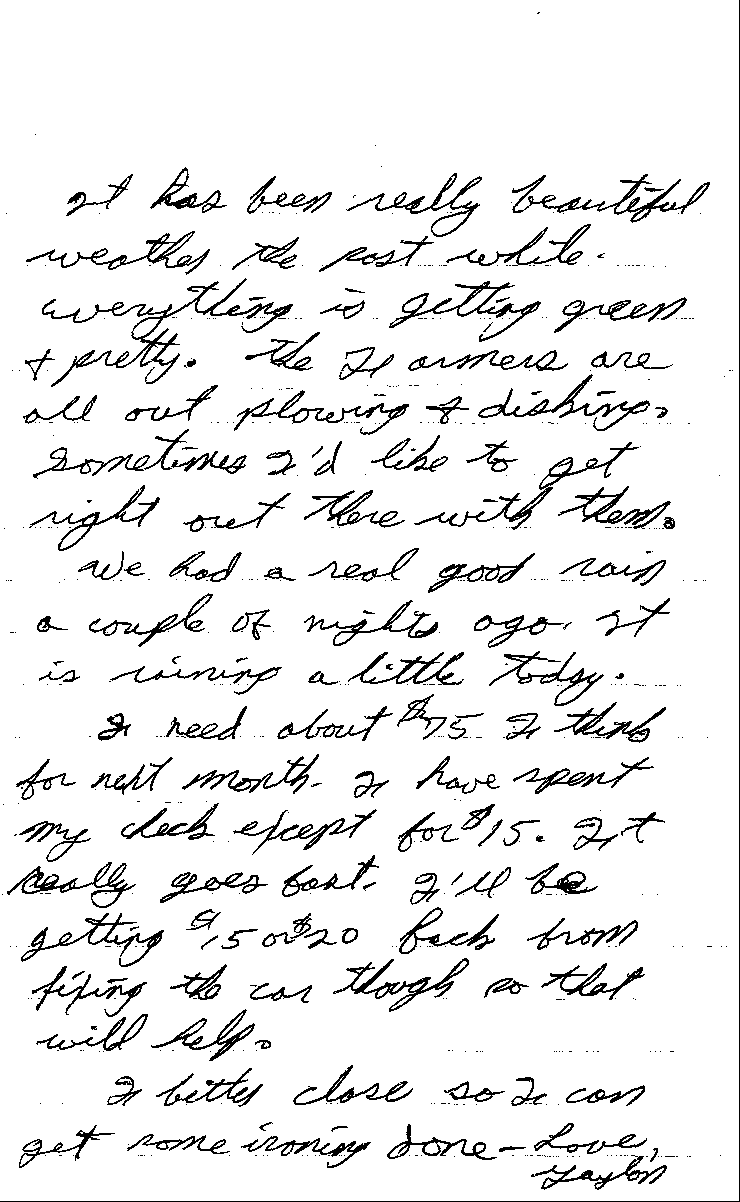 It has been really beautiful
weather the past while.
Everything is getting green
& pretty. The Farmers are
all out plowing & disking.
Sometimes I'd like to get
right out there with them.
We had a real good rain
a couple of nights ago. It
is raining a little today.
I need about $75 I think
for next month. I have spent
my check except for $15. It
really goes fast. I'll be
getting $15 or $20 back from
fixing the car though so that
will help.
I better close so I can
get some ironing done - Love,
Taylon